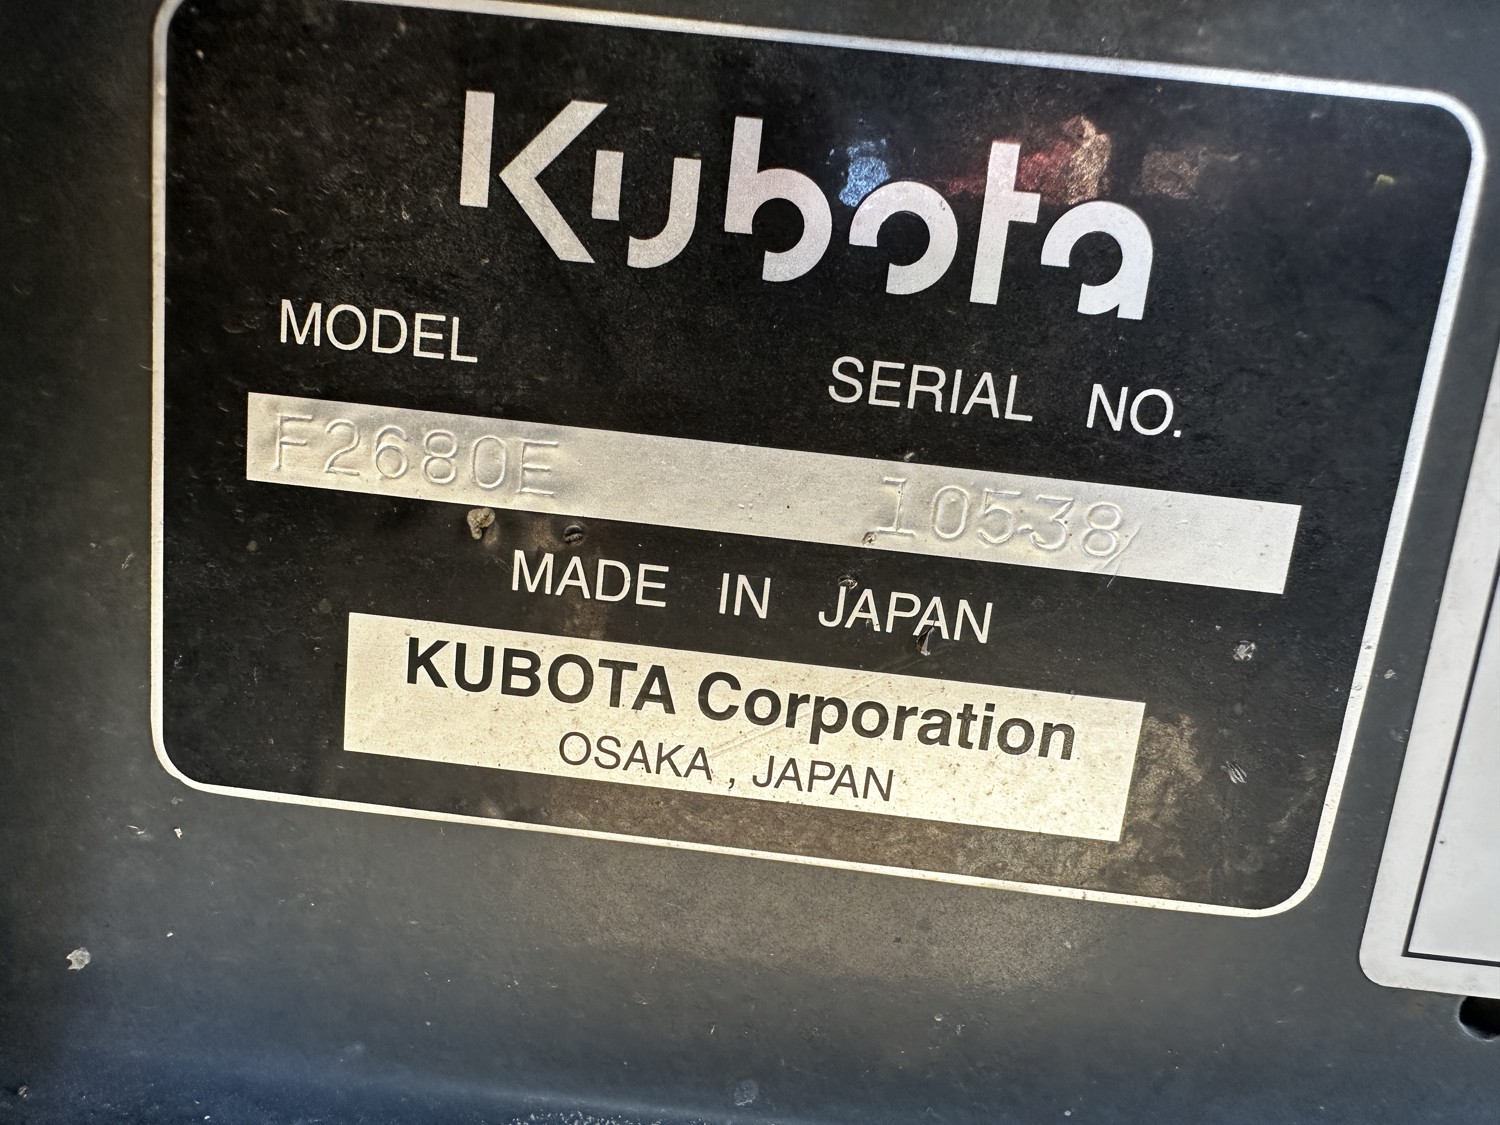 Kubota
MODEL SERIAL NO.
F2680E 10538
MADE IN JAPAN
KUBOTA Corporation
OSAKA , JAPAN